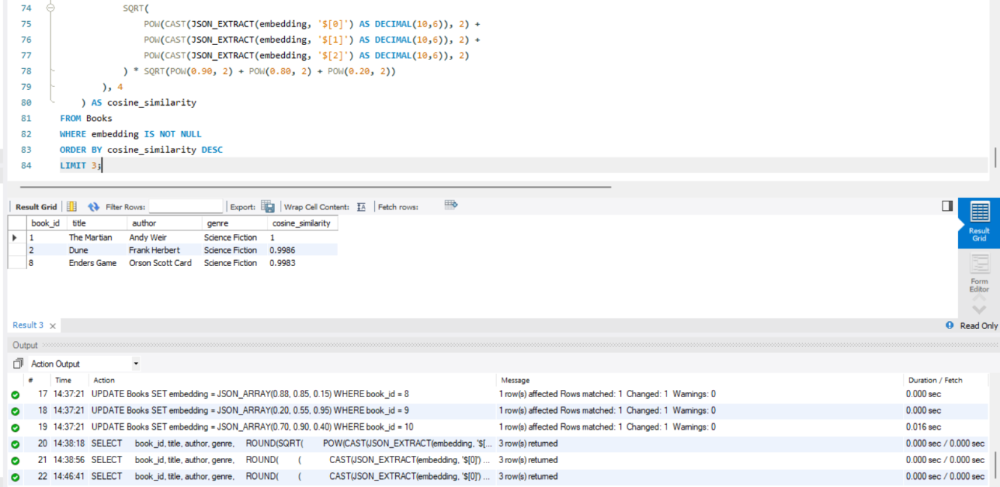 74 SQRT(
75 POW(CAST(JSON_EXTRACT(embedding, '$[0]') AS DECIMAL(10,6)), 2) +
76 POW(CAST(JSON_EXTRACT(embedding, '$[1]') AS DECIMAL(10,6)), 2) +
77 POW(CAST(JSON_EXTRACT(embedding, '$[2]') AS DECIMAL(10,6)), 2)
78 ) * SQRT(POW(0.90, 2) + POW(0.80, 2) + POW(0.20, 2))
79 ), 4
80 ) AS cosine_similarity
81 FROM Books
82 WHERE embedding IS NOT NULL
83 ORDER BY cosine_similarity DESC
84 LIMIT 3;
Result Grid Filter Rows: Export: Wrap Cell Content: Fetch rows:
book_id title author genre cosine_similarity
1 The Martian Andy Weir Science Fiction 1
2 Dune Frank Herbert Science Fiction 0.9986
8 Enders Game Orson Scott Card Science Fiction 0.9983
Result
Grid
Form
Editor
Result 3 Read Only
Output
Action Output
# Time Action Message Duration / Fetch
17 14:37:21 UPDATE Books SET embedding = JSON_ARRAY(0.88, 0.85, 0.15) WHERE book_id = 8 1 row(s) affected Rows matched: 1 Changed: 1 Warnings: 0 0.000 sec
18 14:37:21 UPDATE Books SET embedding = JSON_ARRAY(0.20, 0.55, 0.95) WHERE book_id = 9 1 row(s) affected Rows matched: 1 Changed: 1 Warnings: 0 0.000 sec
19 14:37:21 UPDATE Books SET embedding = JSON_ARRAY(0.70, 0.90, 0.40) WHERE book_id = 10 1 row(s) affected Rows matched: 1 Changed: 1 Warnings: 0 0.016 sec
20 14:38:18 SELECT book_id, title, author, genre, ROUND(SQRT( POW(CAST(JSON_EXTRACT(embedding, '$[... 3 row(s) returned 0.000 sec / 0.000 sec
21 14:38:56 SELECT book_id, title, author, genre, ROUND( ( CAST(JSON_EXTRACT(embedding, '$[0]') ... 3 row(s) returned 0.000 sec / 0.000 sec
22 14:46:41 SELECT book_id, title, author, genre, ROUND( ( CAST(JSON_EXTRACT(embedding, '$[0]') ... 3 row(s) returned 0.000 sec / 0.000 sec